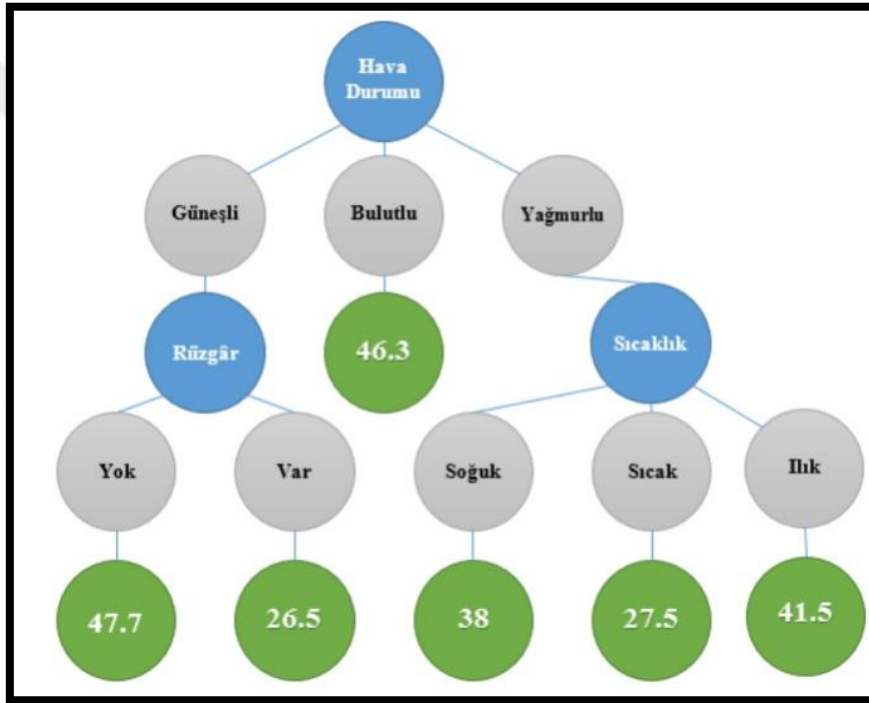 Hava
Durumu
Güneşli
Bulutlu
Yağmurlu
Rüzgâr
46.3
Sıcaklık
Yok
Var
Soğuk
Sıcak
Ilık
47.7
26.5
38
27.5
41.5